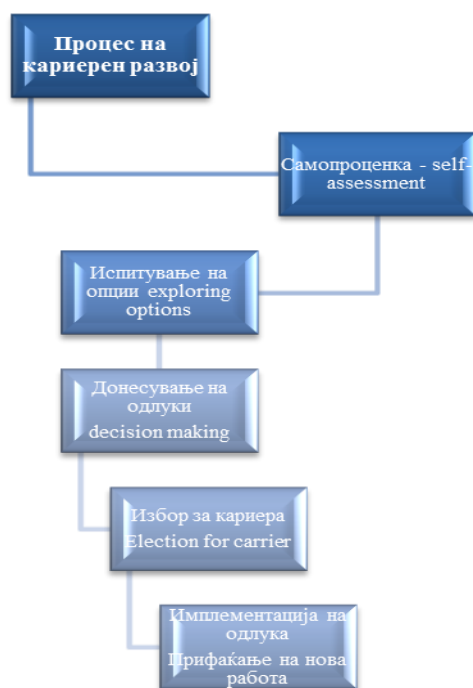 Процес на
кариерен развој
Самопроценка - self-
assessment
Испитување на
опции exploring
options
Донесување на
одлуки
decision making
Избор за кариера
Election for carrier
Имплементација на
одлука
Прифаќање на нова
работа